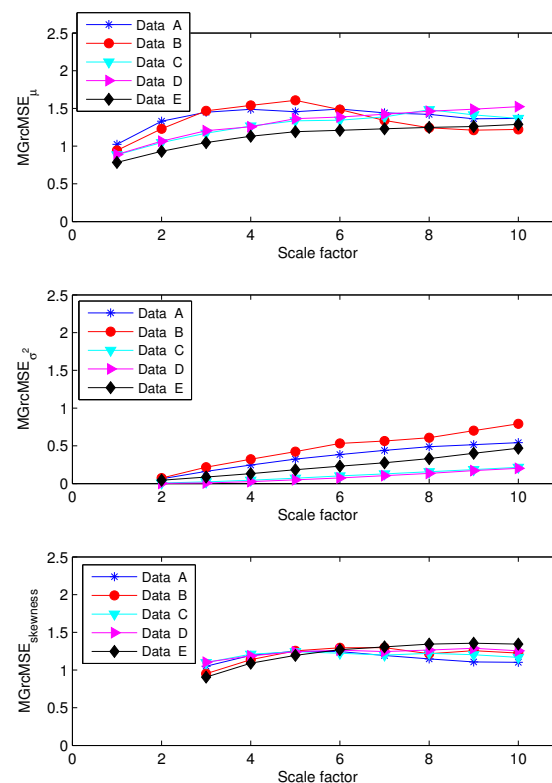 2.5
2
1.5
1
0.5
0
0 2 4 6 8 10
Scale factor
MGrcMSE_μ
Data A
Data B
Data C
Data D
Data E
2.5
2
1.5
1
0.5
0
0 2 4 6 8 10
Scale factor
MGrcMSE_σ²
Data A
Data B
Data C
Data D
Data E
2.5
2
1.5
1
0.5
0
0 2 4 6 8 10
Scale factor
MGrcMSE_skewness
Data A
Data B
Data C
Data D
Data E